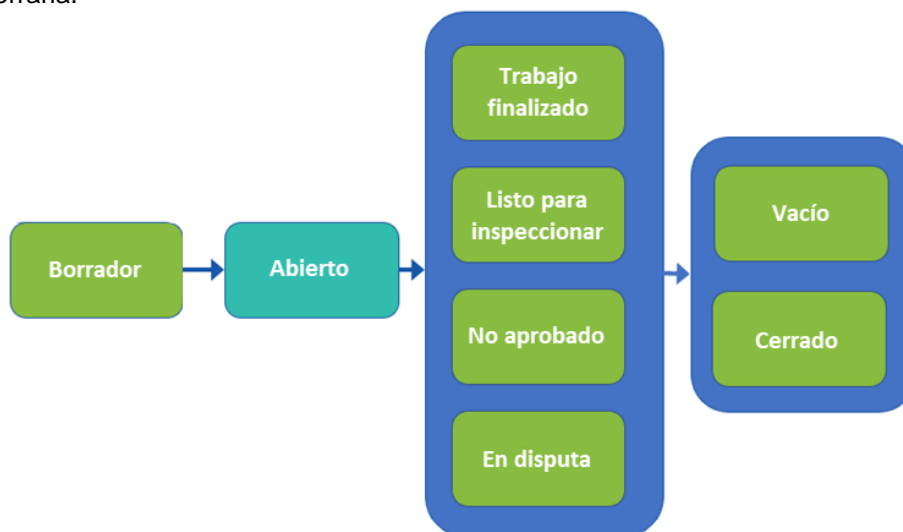 Trabajo
finalizado
Listo para
inspeccionar
Borrador
Abierto
No aprobado
En disputa
Vacío
Cerrado